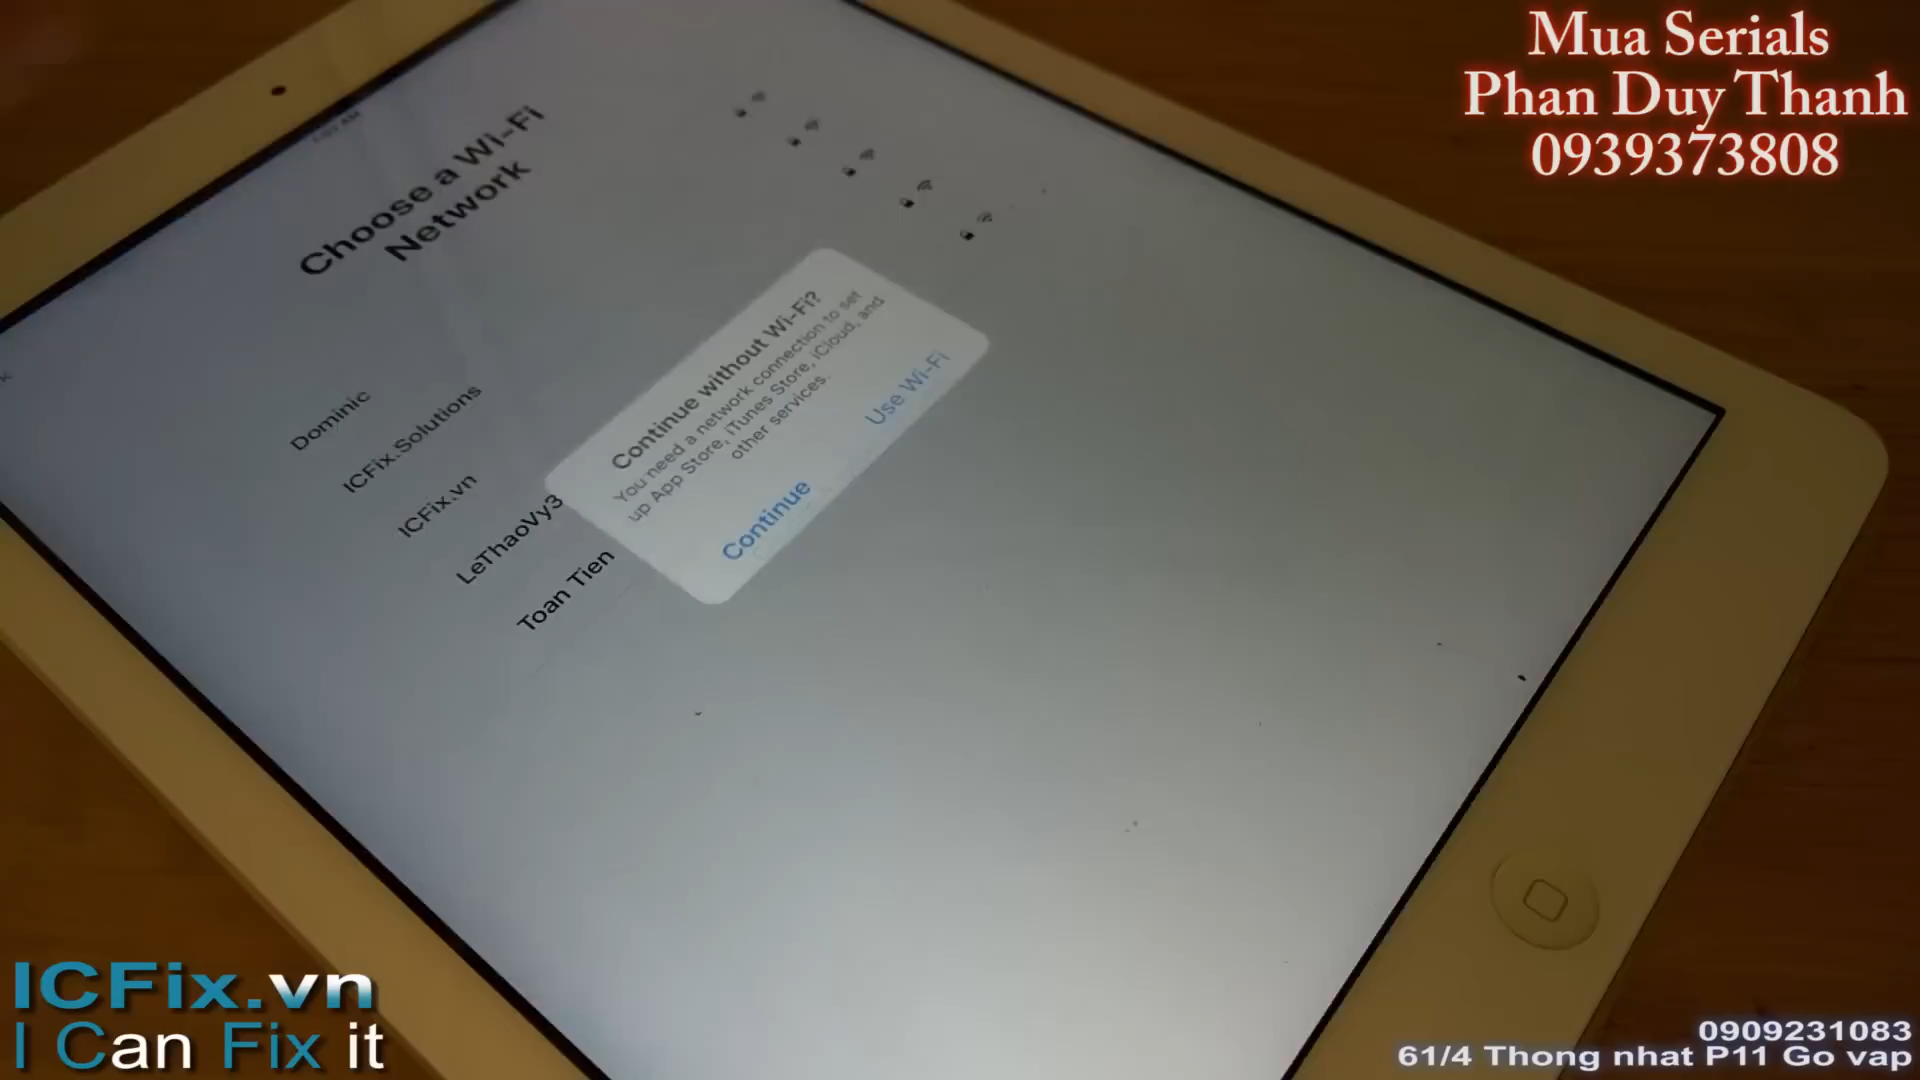 Mua Serials
Phan Duy Thanh
0939373808
Choose a Wi-Fi
Network
Dominic
ICFix.Solutions
ICFix.vn
LeThaoVy3
Toan Tien
Continue without Wi-Fi?
You need a network connection to set
up App Store, iTunes Store, iCloud, and
other services.
Continue
Use Wi-Fi
ICFix.vn
I Can Fix it
0909231083
61/4 Thong nhat P11 Go vap